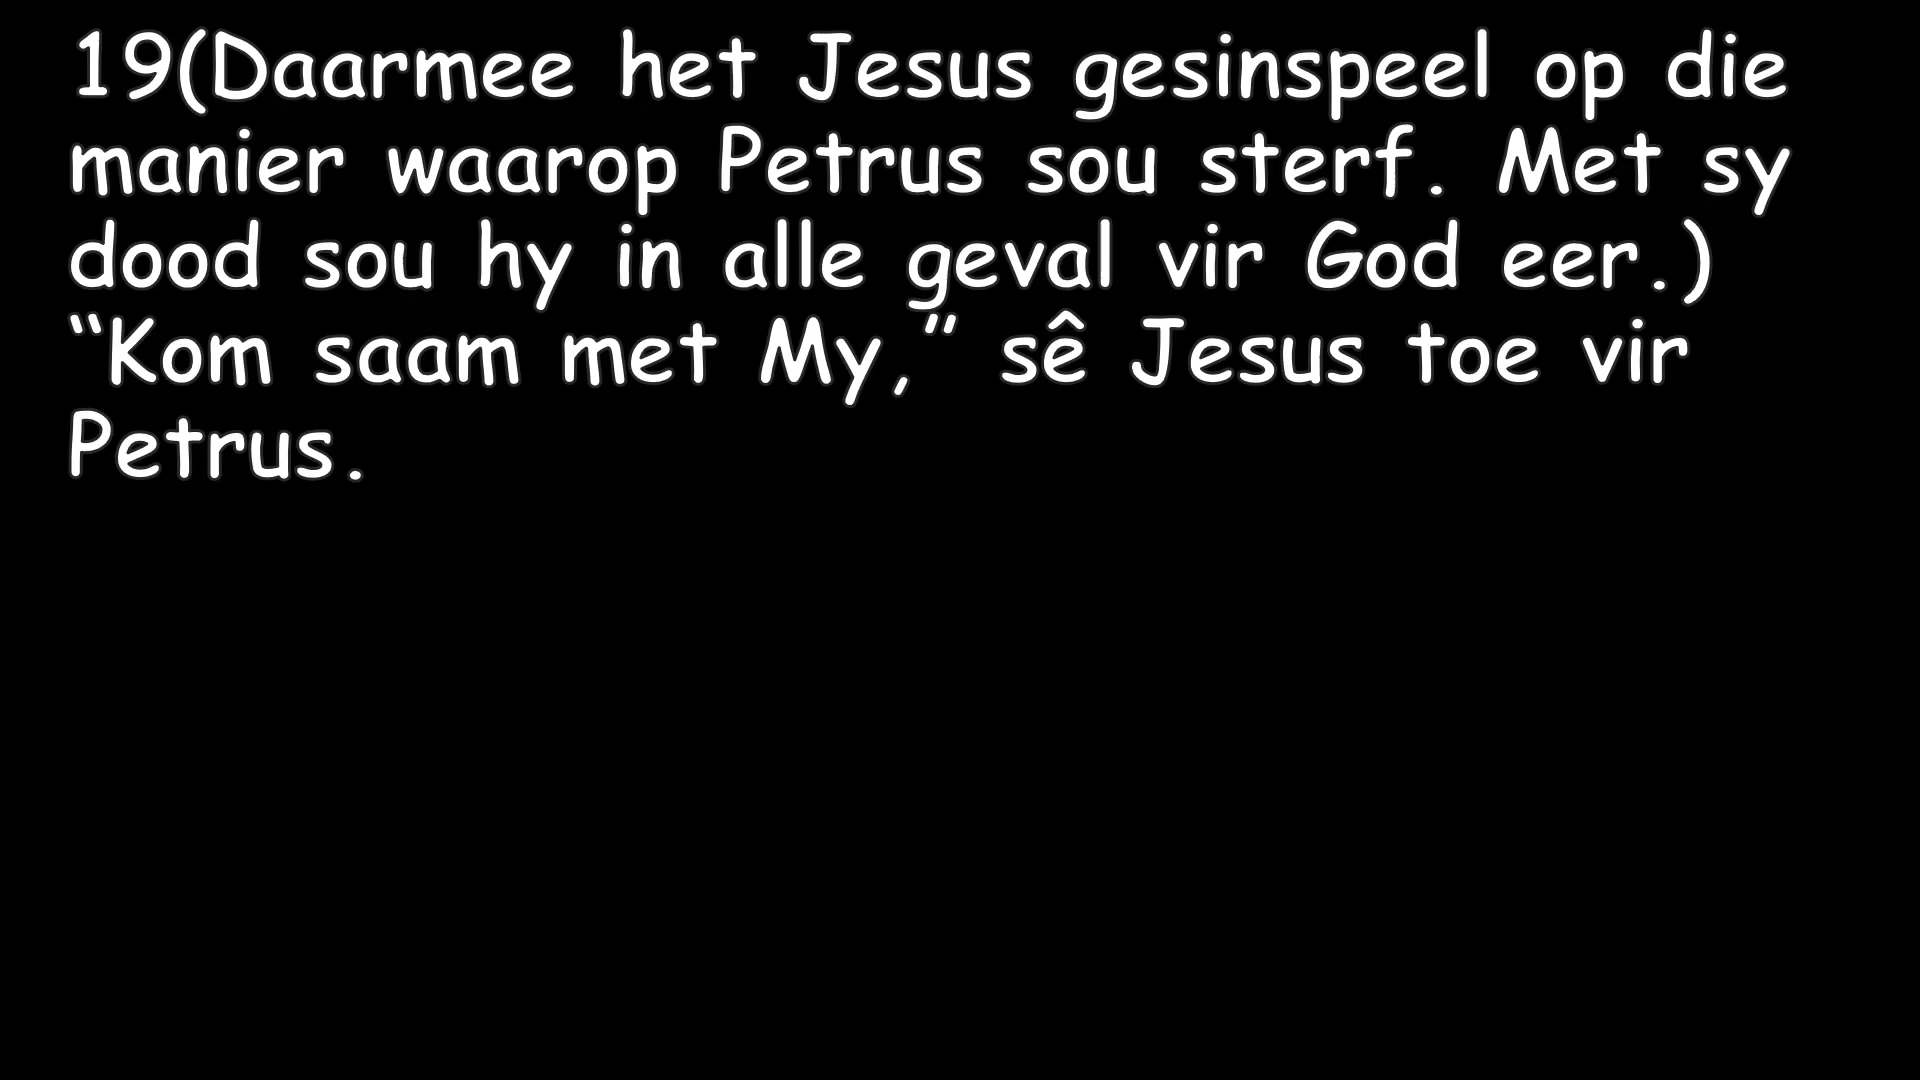 19(Daarmee het Jesus gesinspeel op die
manier waarop Petrus sou sterf. Met sy
dood sou hy in alle geval vir God eer.)
“Kom saam met My,” sê Jesus toe vir
Petrus.